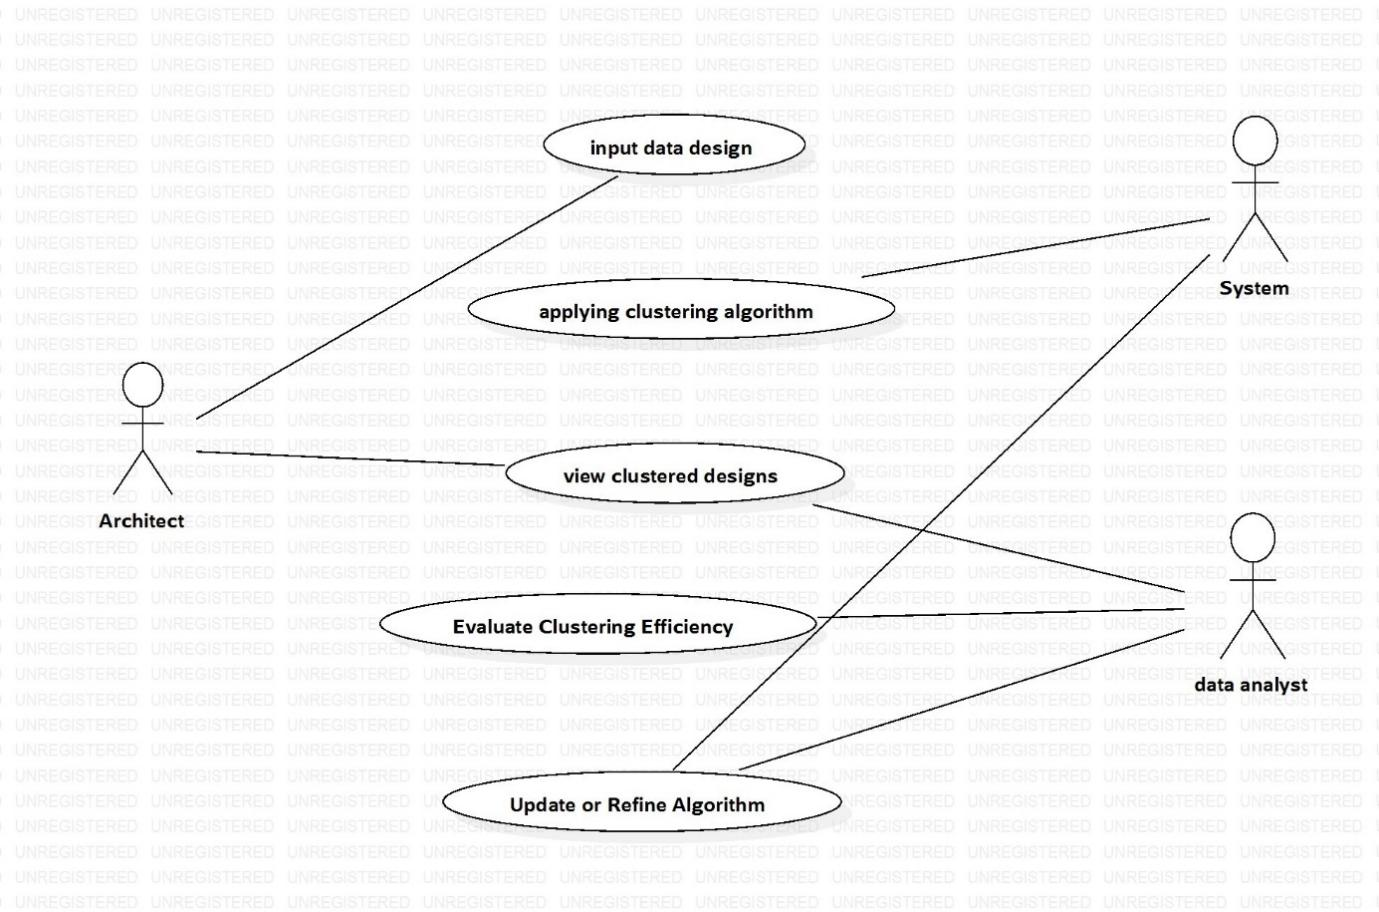 input data design
System
applying clustering algorithm
Architect
view clustered designs
Evaluate Clustering Efficiency
data analyst
Update or Refine Algorithm
UNREGISTERED